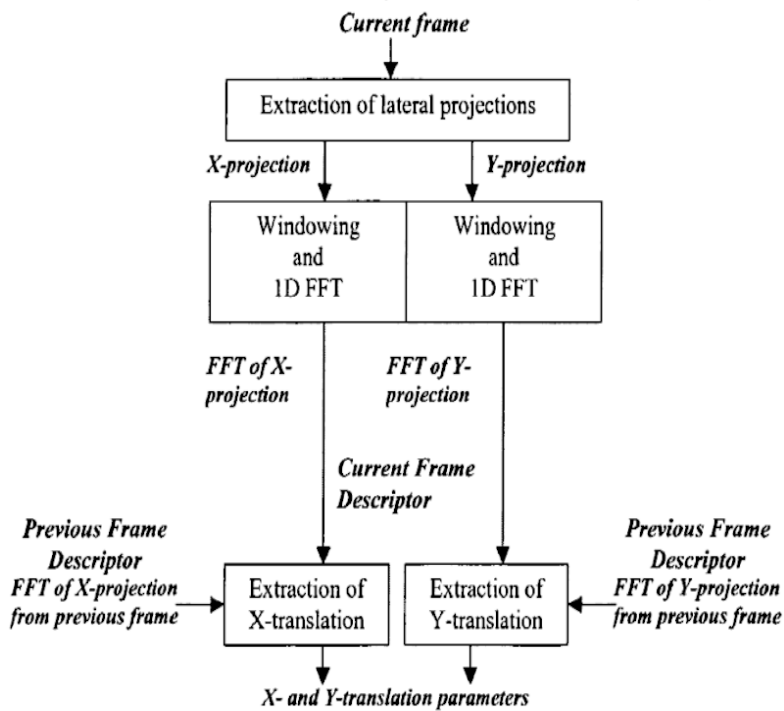 Current frame
Extraction of lateral projections
X-projection
Y-projection
Windowing
and
1D FFT
Windowing
and
1D FFT
FFT of X-
projection
FFT of Y-
projection
Current Frame
Descriptor
Previous Frame
Descriptor
FFT of X-projection
from previous frame
Extraction of
X-translation
Extraction of
Y-translation
Previous Frame
Descriptor
FFT of Y-projection
from previous frame
X- and Y-translation parameters